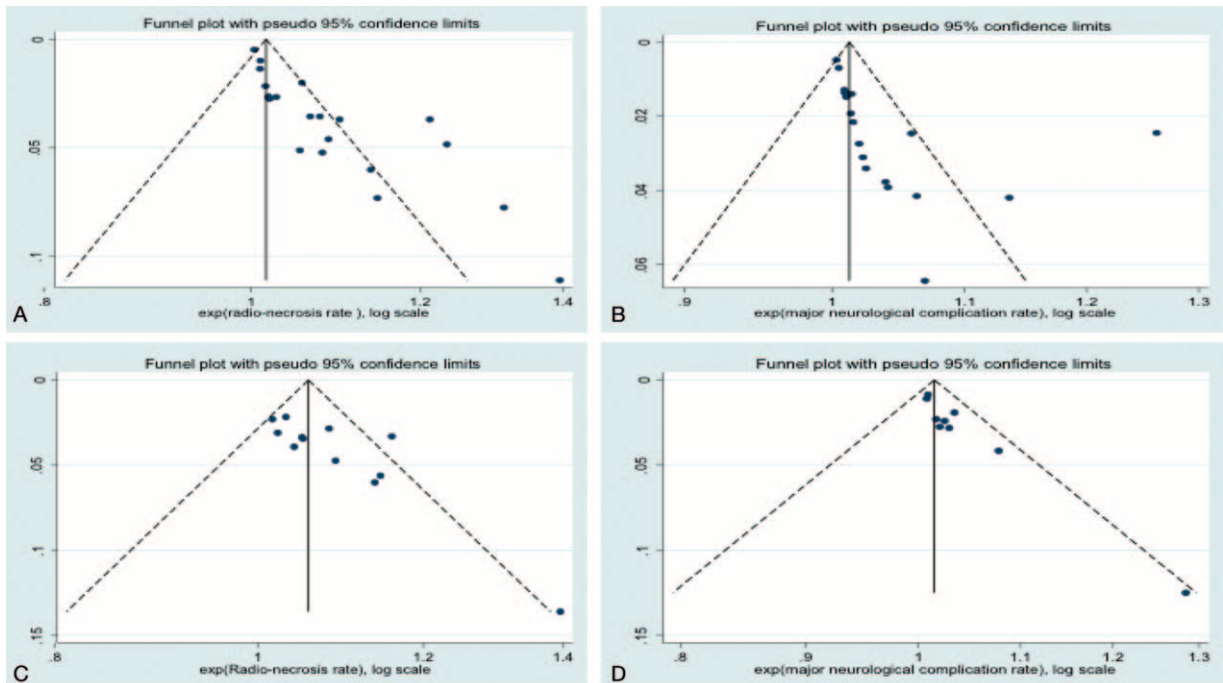 Funnel plot with pseudo 95% confidence limits
0
.05
.1
.8
1
1.2
1.4
A
exp(radio-necrosis rate ), log scale
Funnel plot with pseudo 95% confidence limits
0
.02
.04
.06
.9
1
1.1
1.2
1.3
B
exp(major neurological complication rate), log scale
Funnel plot with pseudo 95% confidence limits
0
.05
.1
.15
.8
1
1.2
1.4
C
exp(Radio-necrosis rate), log scale
Funnel plot with pseudo 95% confidence limits
0
.05
.1
.15
.8
1
1.1
1.2
1.3
D
exp(major neurological complication rate), log scale